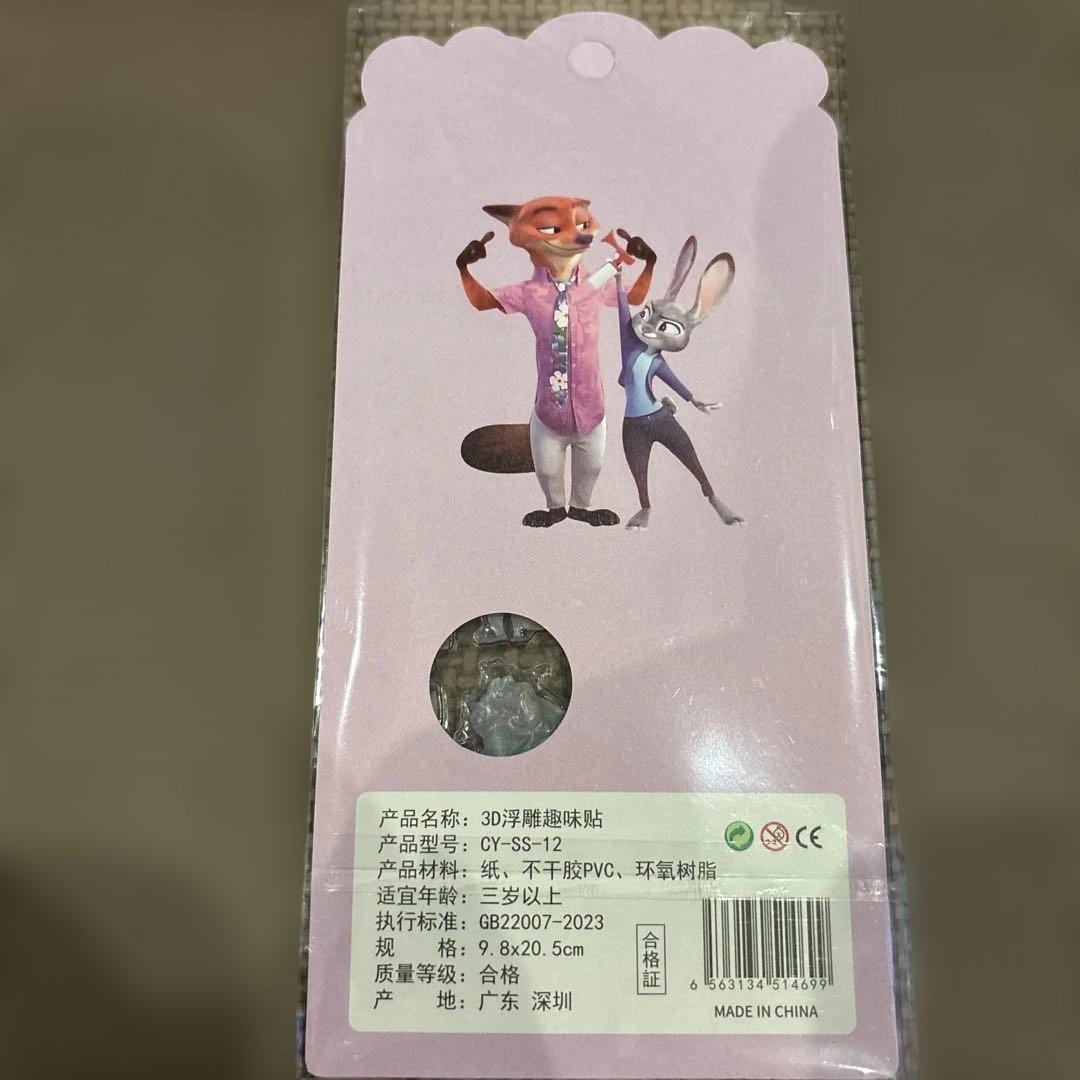 产品名称：3D浮雕趣味贴
产品型号：CY-SS-12
产品材料：纸、不干胶PVC、环氧树脂
适宜年龄：三岁以上
执行标准：GB22007-2023
规 格：9.8x20.5cm
质量等级：合格
产 地：广东 深圳
0-3
CE
合格証
6 563134 514699
MADE IN CHINA